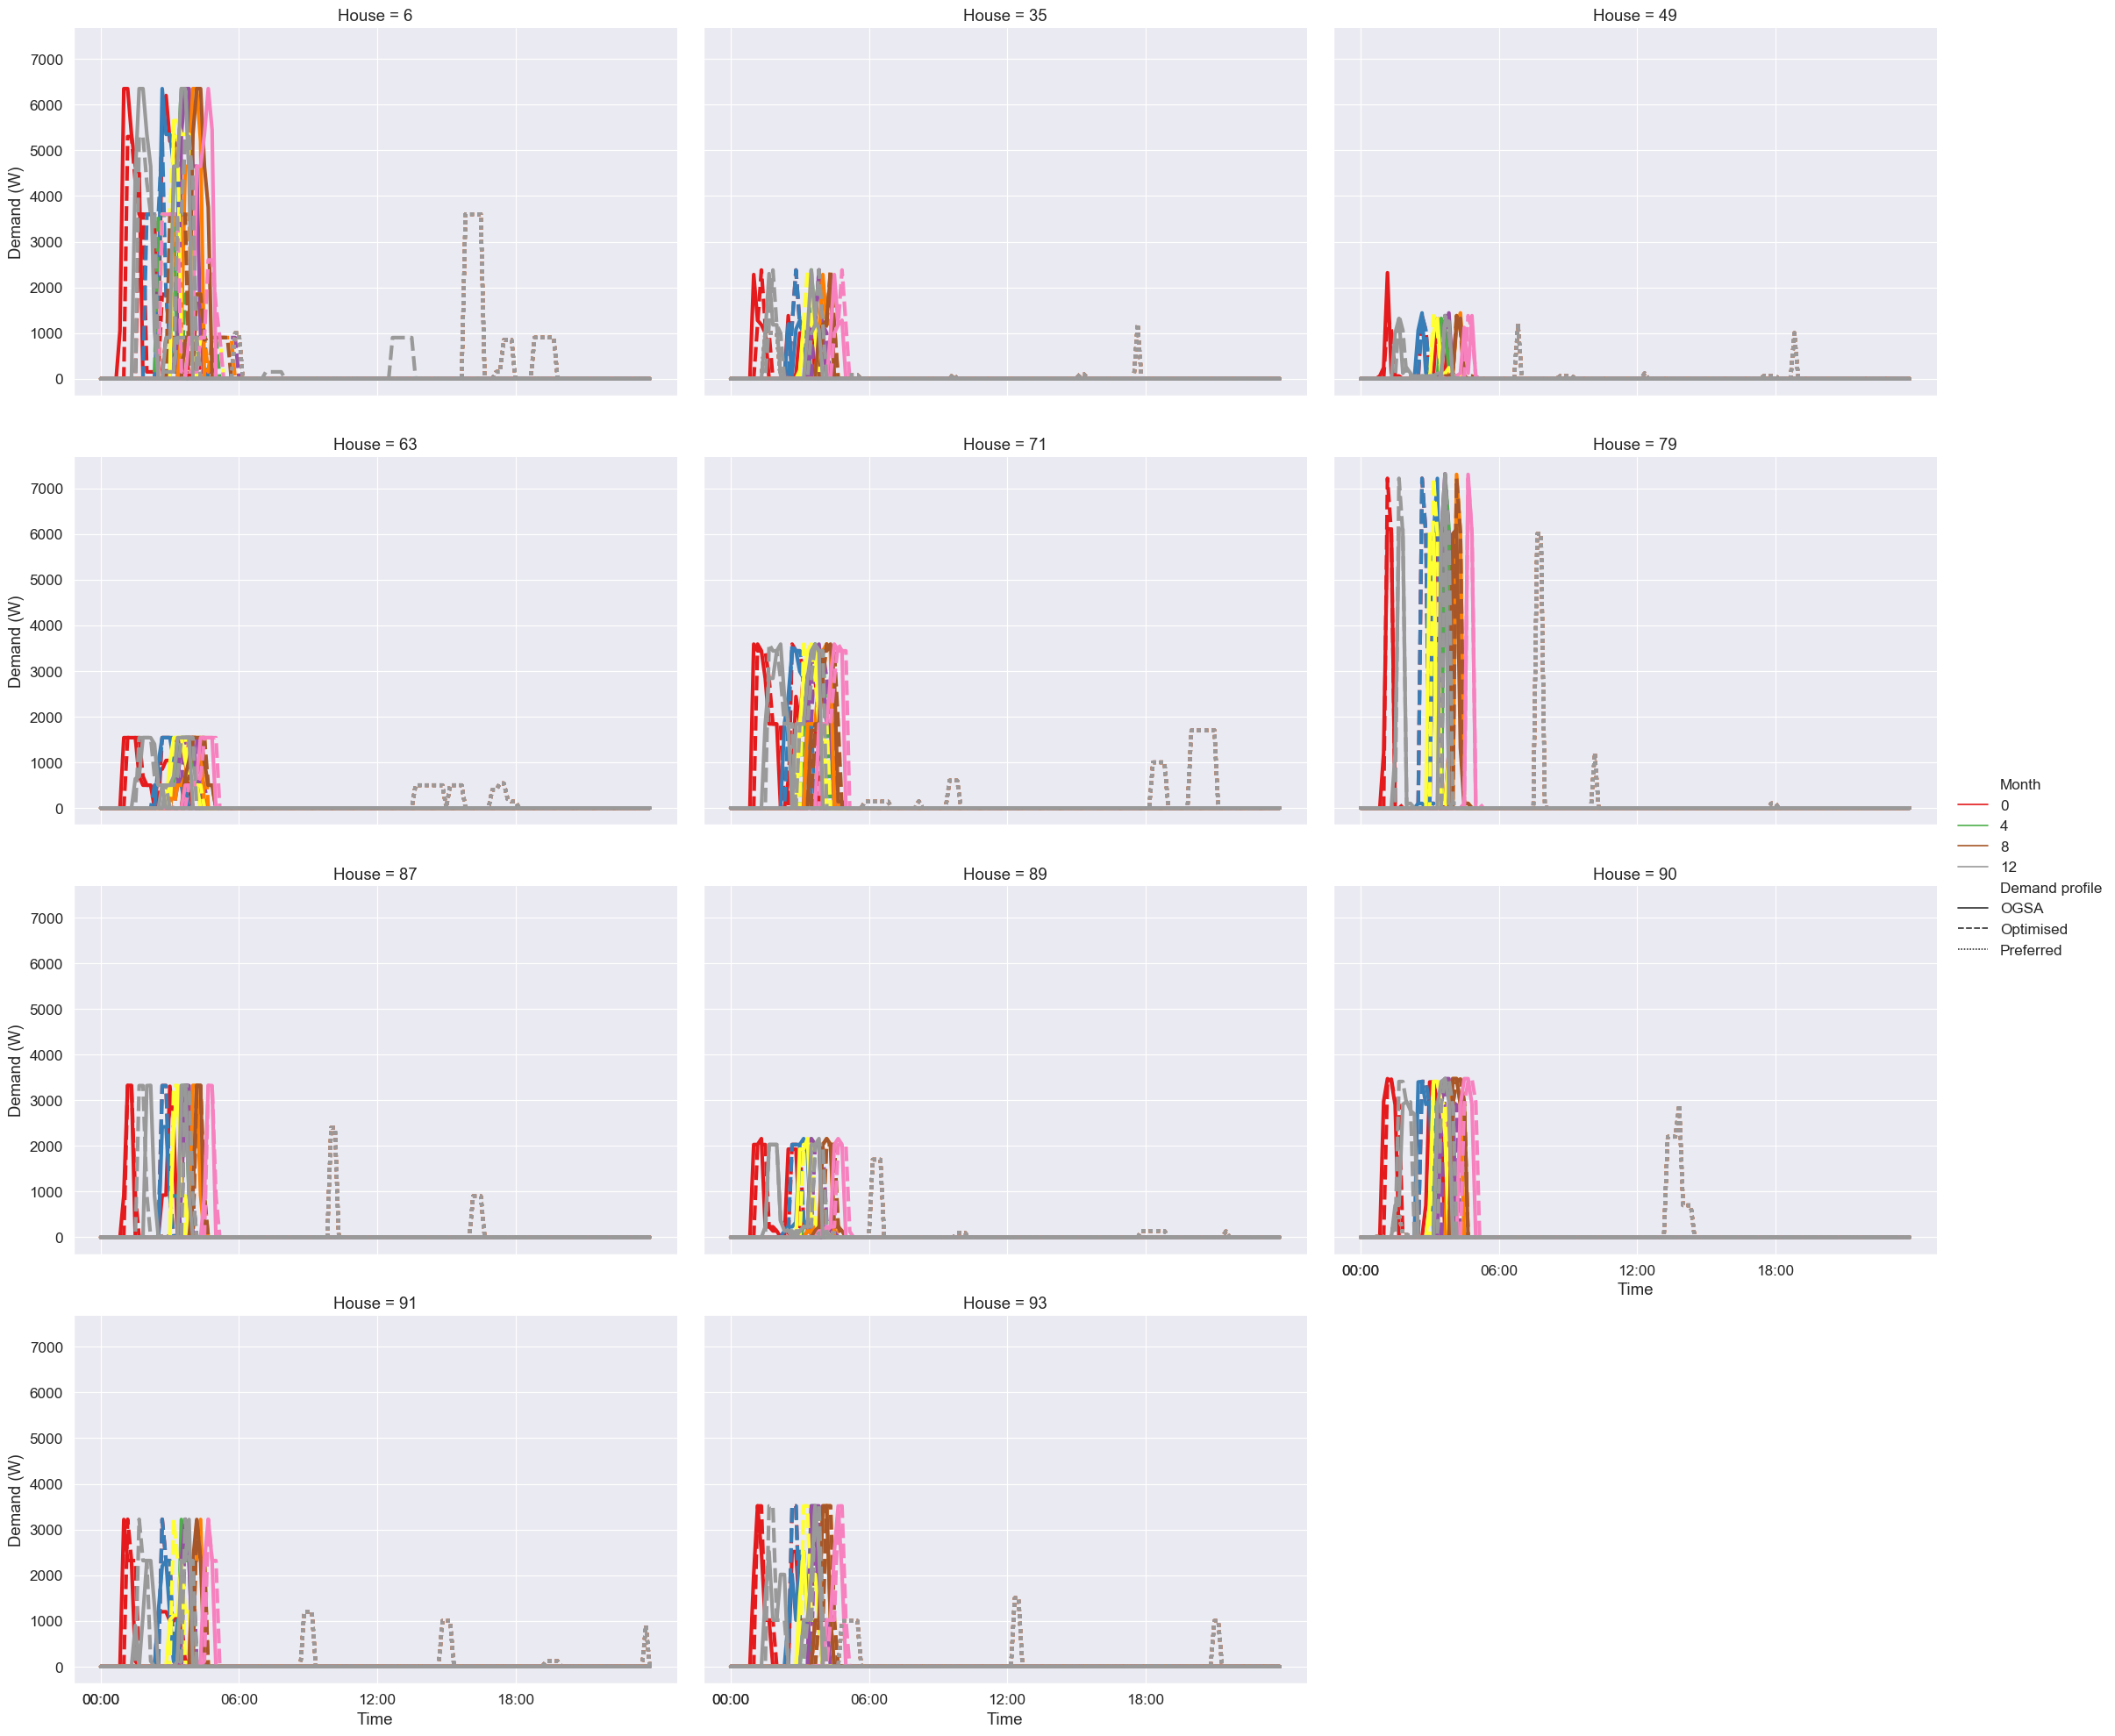 House = 6
House = 35
House = 49
7000
6000
5000
4000
3000
2000
1000
0
Demand (W)
House = 63
House = 71
House = 79
7000
6000
5000
4000
3000
2000
1000
0
Demand (W)
Month
0
4
8
12
Demand profile
OGSA
Optimised
Preferred
House = 87
House = 89
House = 90
7000
6000
5000
4000
3000
2000
1000
0
Demand (W)
00:00 06:00 12:00 18:00
Time
House = 91
House = 93
7000
6000
5000
4000
3000
2000
1000
0
Demand (W)
00:00 06:00 12:00 18:00
Time
00:00 06:00 12:00 18:00
Time